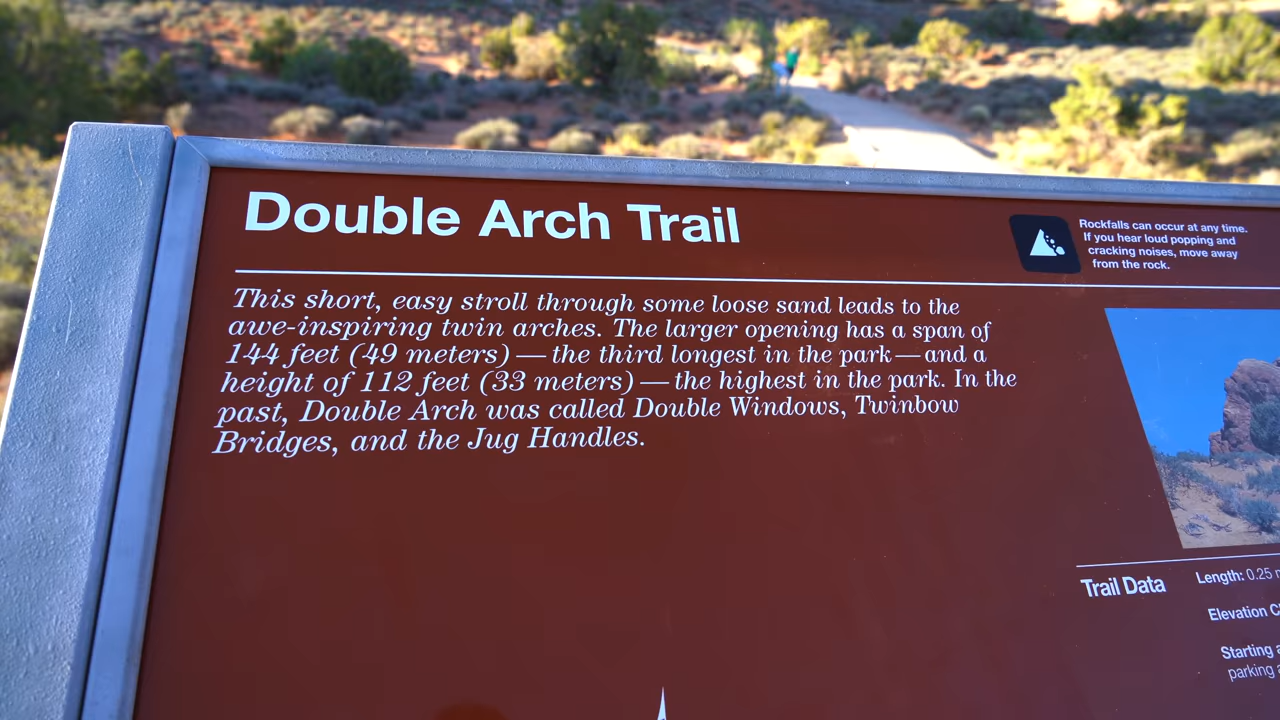 Double Arch Trail
Rockfalls can occur at any time.
If you hear loud popping and
cracking noises, move away
from the rock.
This short, easy stroll through some loose sand leads to the
awe-inspiring twin arches. The larger opening has a span of
144 feet (49 meters) — the third longest in the park — and a
height of 112 feet (33 meters) — the highest in the park. In the
past, Double Arch was called Double Windows, Twinbow
Bridges, and the Jug Handles.
Trail Data
Length: 0.25
Elevation
Starting
parking